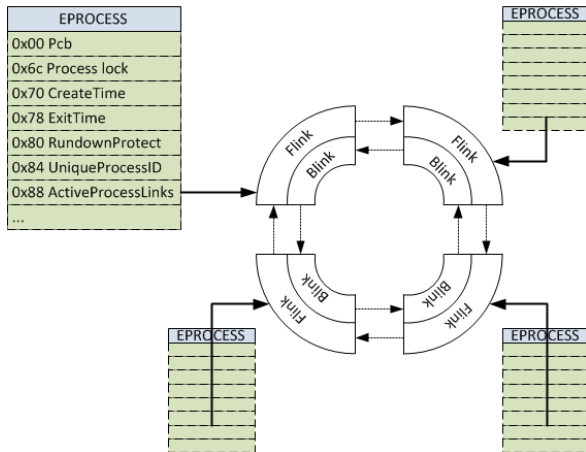 EPROCESS
0x00 Pcb
0x6c Process lock
0x70 CreateTime
0x78 ExitTime
0x80 RundownProtect
0x84 UniqueProcessID
0x88 ActiveProcessLinks
...
EPROCESS
Flink
Blink
Flink
Blink
Flink
Blink
Flink
Blink
EPROCESS
EPROCESS